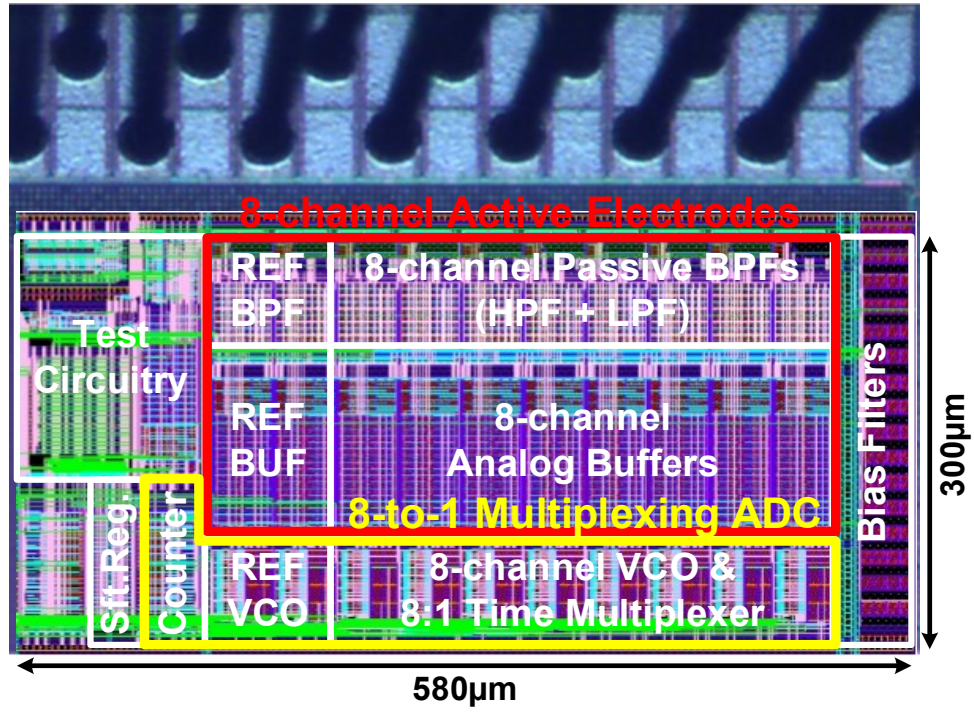 8-channel Active Electrodes
REF
BPF
8-channel Passive BPFs
(HPF + LPF)
Test
Circuitry
REF
BUF
8-channel
Analog Buffers
Bias Filters
300µm
8-to-1 Multiplexing ADC
Sft.Reg.
Counter
REF
VCO
8-channel VCO &
8:1 Time Multiplexer
580µm